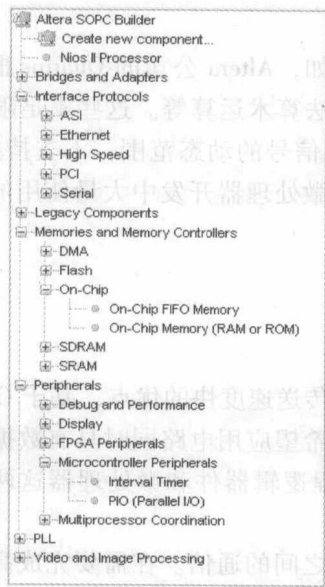 Altera SOPC Builder
Create new component...
Nios II Processor
Bridges and Adapters
Interface Protocols
ASI
Ethernet
High Speed
PCI
Serial
Legacy Components
Memories and Memory Controllers
DMA
Flash
On-Chip
On-Chip FIFO Memory
On-Chip Memory (RAM or ROM)
SDRAM
SRAM
Peripherals
Debug and Performance
Display
FPGA Peripherals
Microcontroller Peripherals
Interval Timer
PIO (Parallel I/O)
Multiprocessor Coordination
PLL
Video and Image Processing